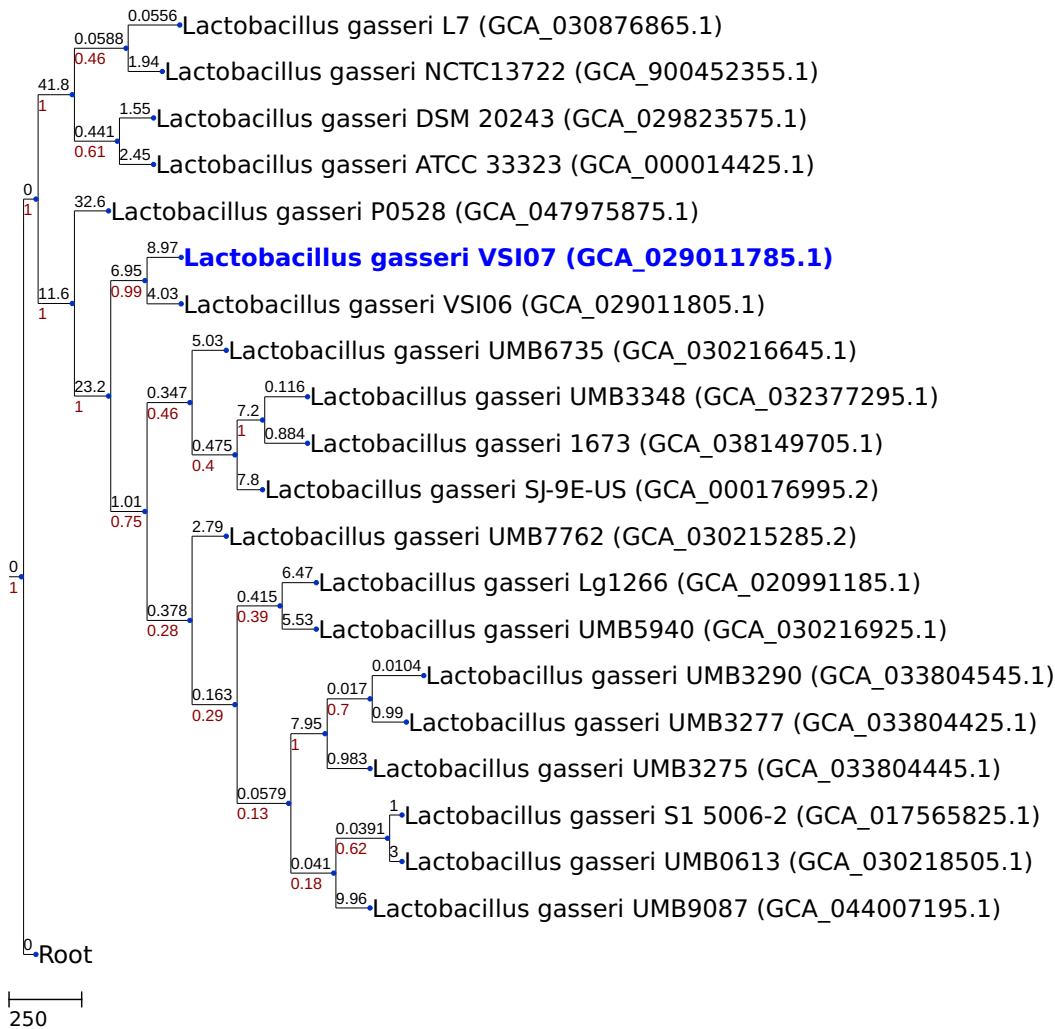 0.0556
Lactobacillus gasseri L7 (GCA_030876865.1)
0.0588
0.46
1.94
Lactobacillus gasseri NCTC13722 (GCA_900452355.1)
41.8
1
1.55
Lactobacillus gasseri DSM 20243 (GCA_029823575.1)
0.441
0.61
2.45
Lactobacillus gasseri ATCC 33323 (GCA_000014425.1)
0
1
32.6
Lactobacillus gasseri P0528 (GCA_047975875.1)
8.97
Lactobacillus gasseri VSI07 (GCA_029011785.1)
6.95
0.99
4.03
Lactobacillus gasseri VSI06 (GCA_029011805.1)
11.6
1
5.03
Lactobacillus gasseri UMB6735 (GCA_030216645.1)
23.2
1
0.347
0.46
0.116
Lactobacillus gasseri UMB3348 (GCA_032377295.1)
7.2
1
0.884
Lactobacillus gasseri 1673 (GCA_038149705.1)
0.475
0.4
7.8
Lactobacillus gasseri SJ-9E-US (GCA_000176995.2)
1.01
0.75
2.79
Lactobacillus gasseri UMB7762 (GCA_030215285.2)
0
1
6.47
Lactobacillus gasseri Lg1266 (GCA_020991185.1)
0.415
0.39
5.53
Lactobacillus gasseri UMB5940 (GCA_030216925.1)
0.378
0.28
0.0104
Lactobacillus gasseri UMB3290 (GCA_033804545.1)
0.163
0.29
0.017
0.7
0.99
Lactobacillus gasseri UMB3277 (GCA_033804425.1)
7.95
1
0.983
Lactobacillus gasseri UMB3275 (GCA_033804445.1)
0.0579
0.13
1
Lactobacillus gasseri S1 5006-2 (GCA_017565825.1)
0.0391
0.62
3
Lactobacillus gasseri UMB0613 (GCA_030218505.1)
0.041
0.18
9.96
Lactobacillus gasseri UMB9087 (GCA_044007195.1)
0
Root
250